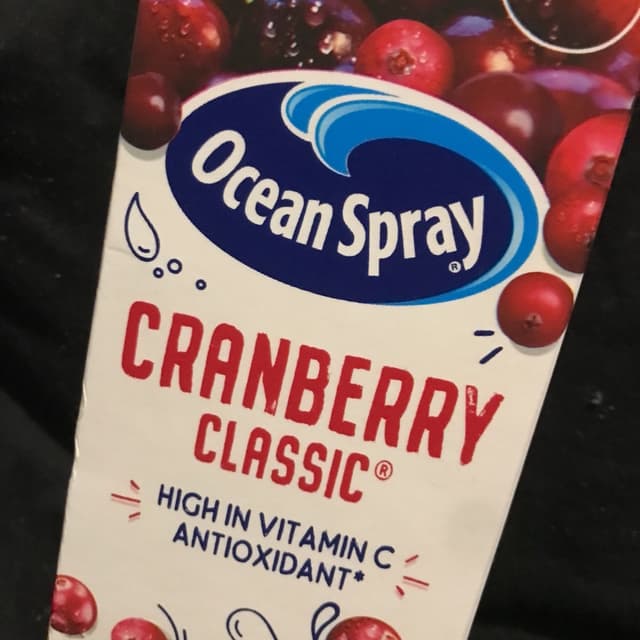 Ocean Spray®
CRANBERRY
CLASSIC®
HIGH IN VITAMIN C
ANTIOXIDANT*